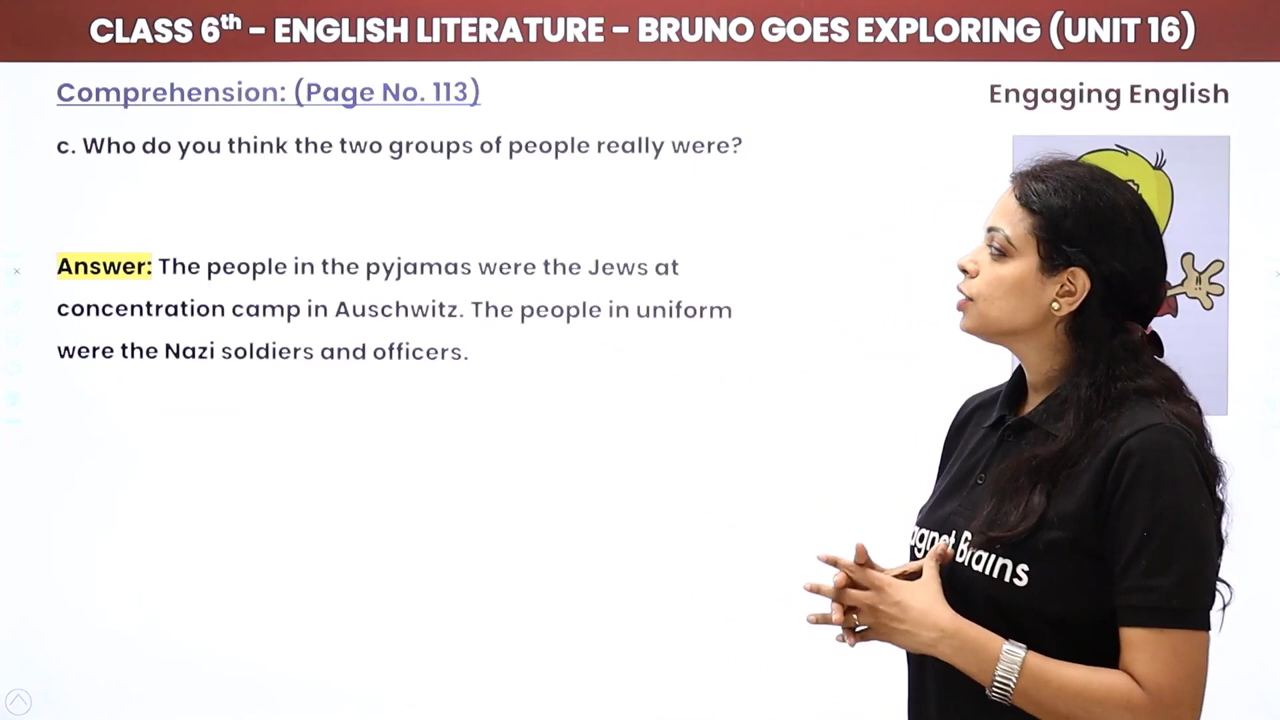 CLASS 6th – ENGLISH LITERATURE – BRUNO GOES EXPLORING (UNIT 16)
Comprehension: (Page No. 113)
Engaging English
c. Who do you think the two groups of people really were?
Answer: The people in the pyjamas were the Jews at
concentration camp in Auschwitz. The people in uniform
were the Nazi soldiers and officers.
Brains